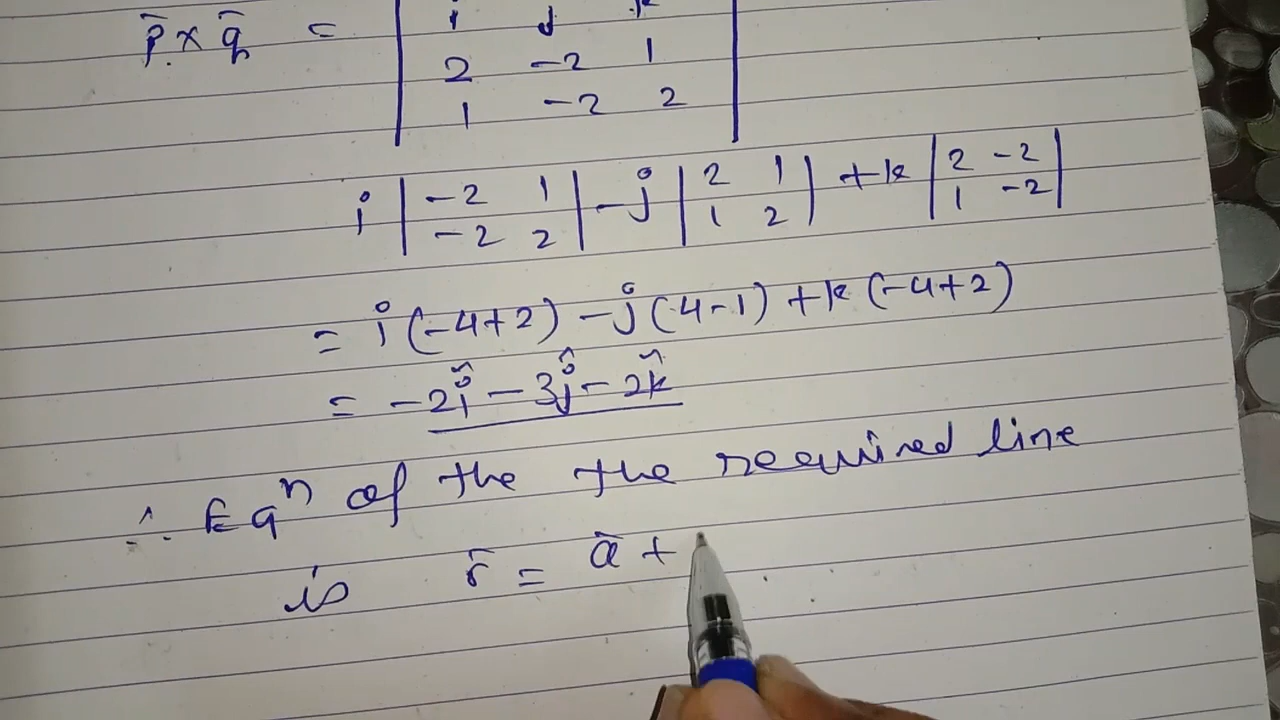 p̄ × q̄ = | i j k |
2 -2 1
1 -2 2
i | -2 1 | - j | 2 1 | + k | 2 -2 |
-2 2 1 2 1 -2
= i (-4+2) - j (4-1) + k (-4+2)
= -2î - 3ĵ - 2k̂
∴ Eqⁿ of the the required line
is r̄ = ā +